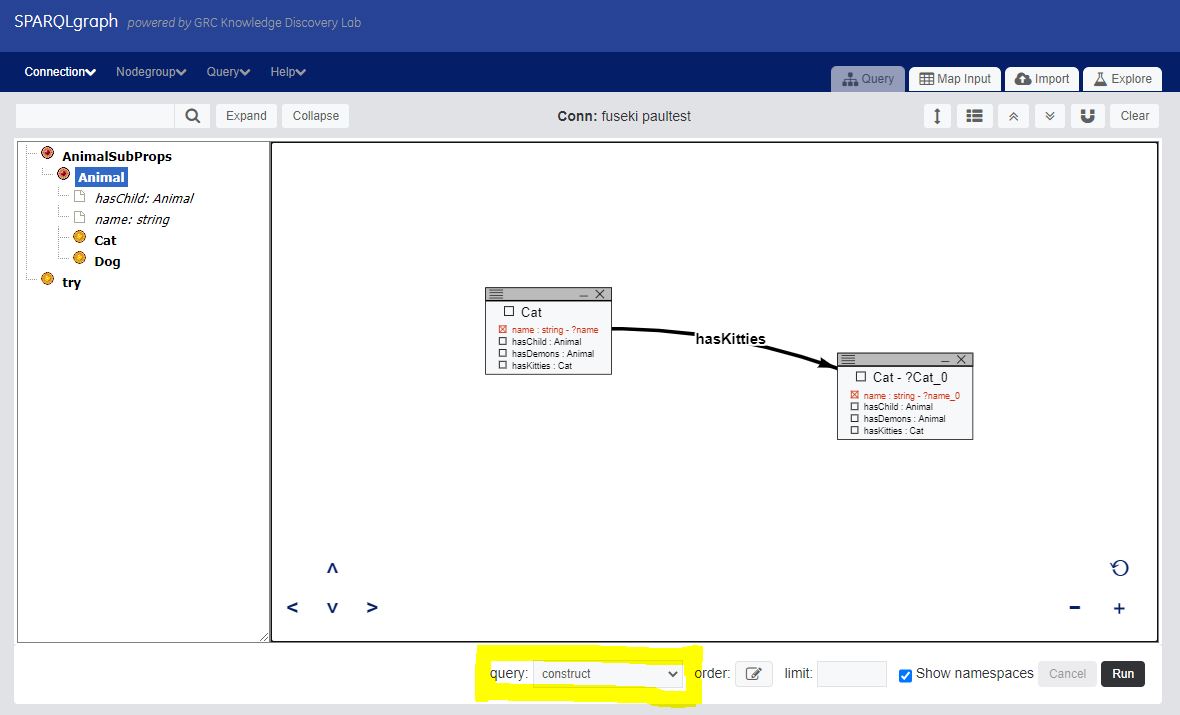 SPARQLgraph powered by GRC Knowledge Discovery Lab
Connection Nodegroup Query Help
Query Map Input Import Explore
Expand Collapse Conn: fuseki paultest Clear
AnimalSubProps
Animal
hasChild: Animal
name: string
Cat
Dog
try
Cat
name : string - ?name
hasChild : Animal
hasDemons : Animal
hasKitties : Cat
hasKitties
Cat - ?Cat_0
name : string - ?name_0
hasChild : Animal
hasDemons : Animal
hasKitties : Cat
query: construct order: limit: Show namespaces Cancel Run